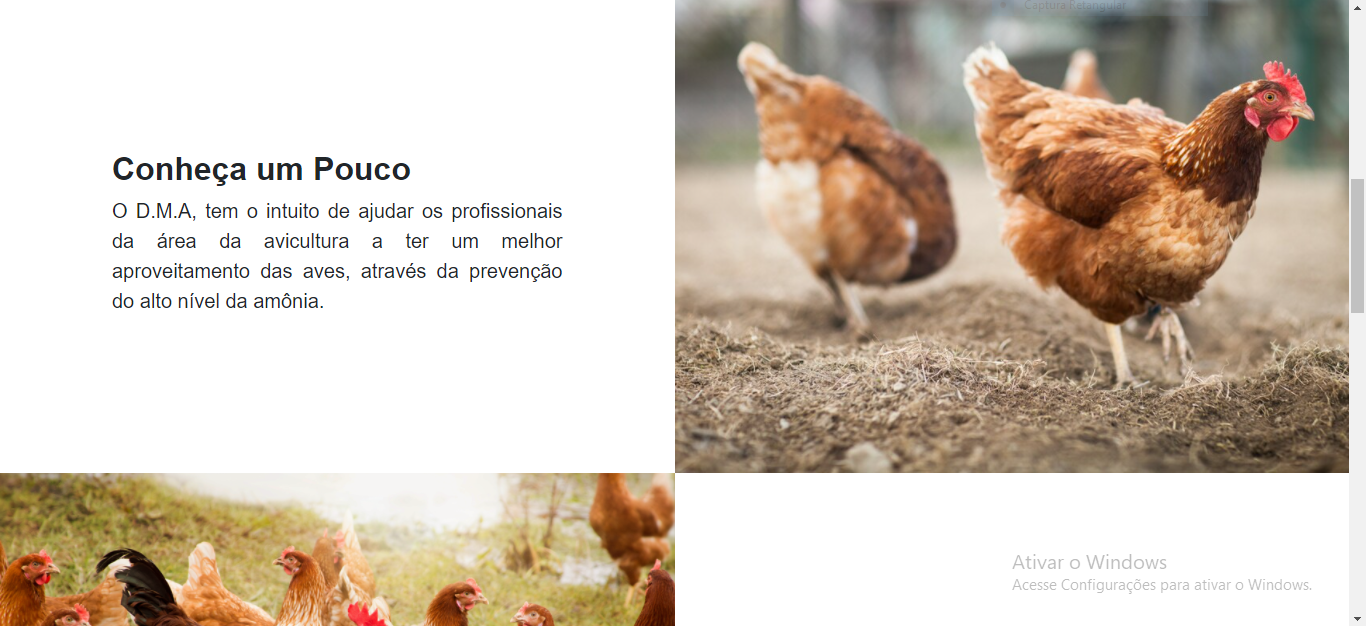 Captura Retangular
Conheça um Pouco
O D.M.A, tem o intuito de ajudar os profissionais
da área da avicultura a ter um melhor
aproveitamento das aves, através da prevenção
do alto nível da amônia.
Ativar o Windows
Acesse Configurações para ativar o Windows.